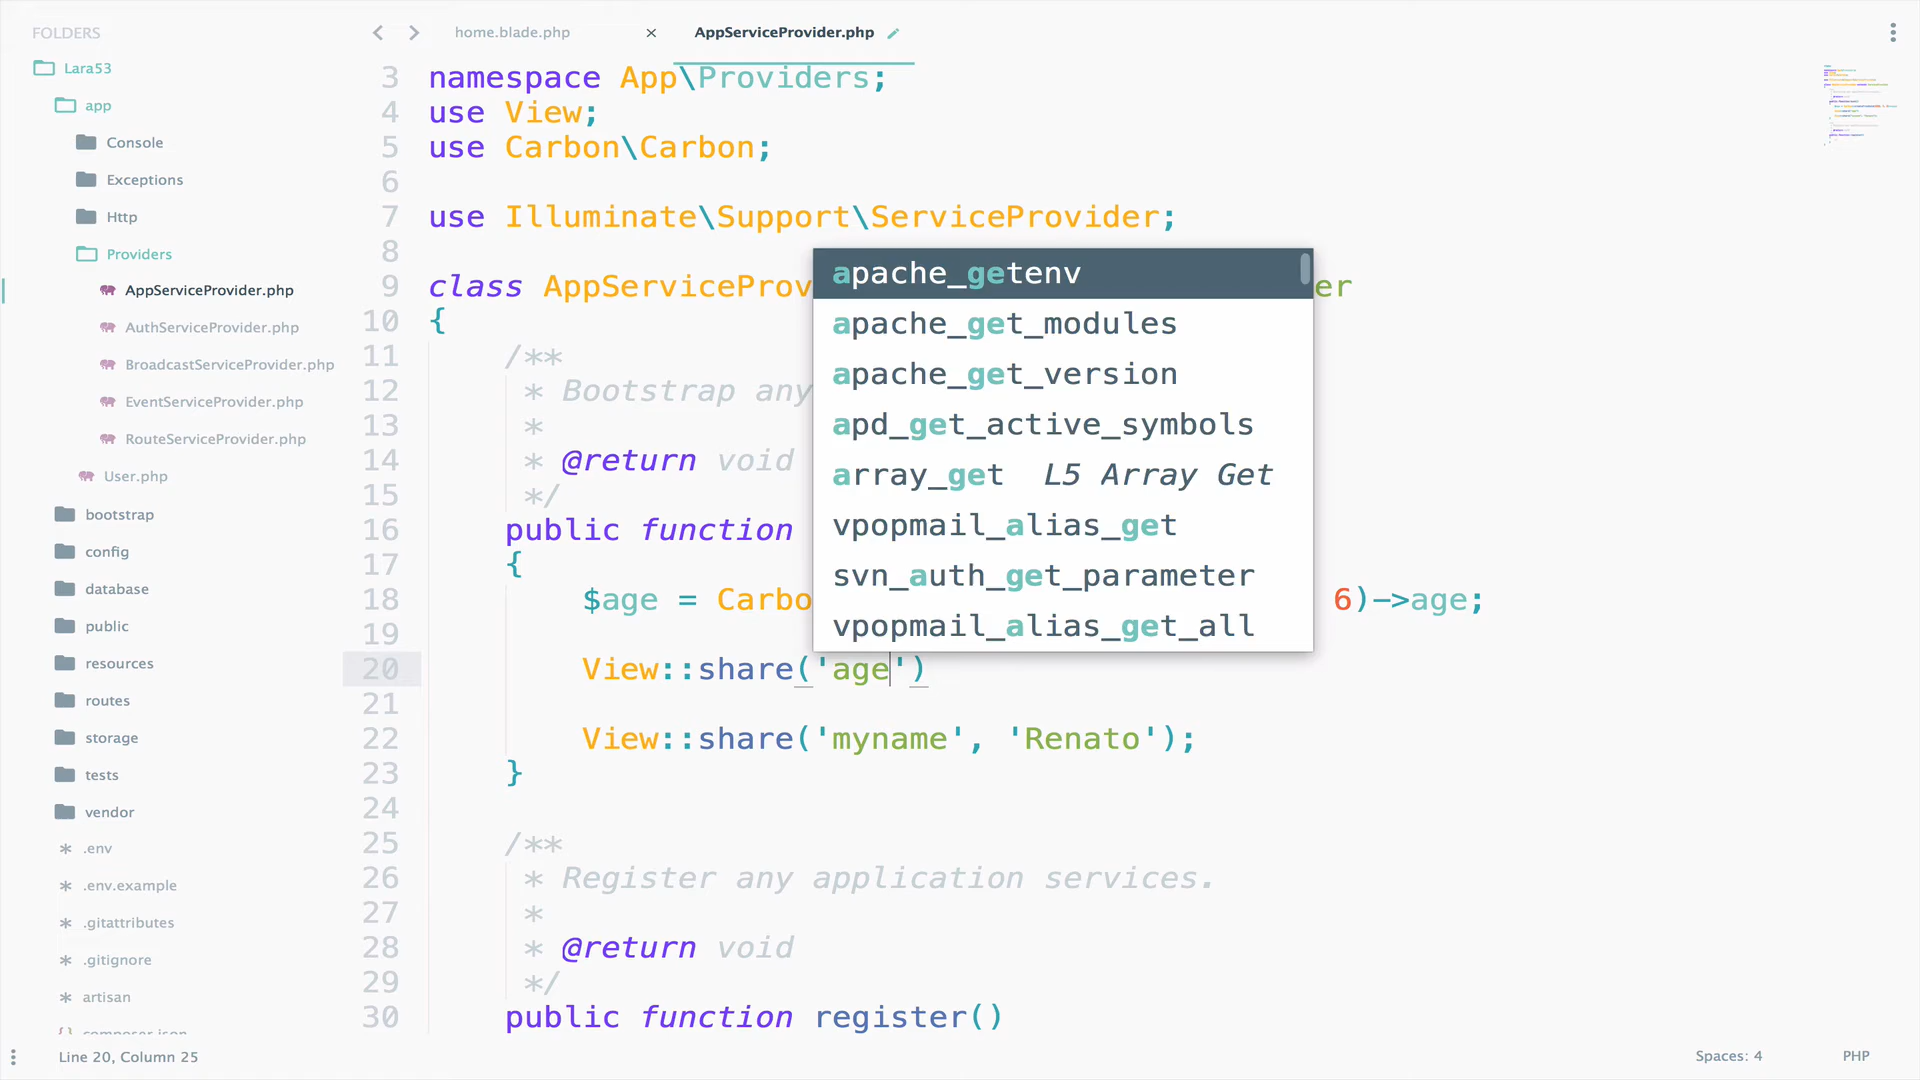 FOLDERS
Lara53
app
Console
Exceptions
Http
Providers
AppServiceProvider.php
AuthServiceProvider.php
BroadcastServiceProvider.php
EventServiceProvider.php
RouteServiceProvider.php
User.php
bootstrap
config
database
public
resources
routes
storage
tests
vendor
.env
.env.example
.gitattributes
.gitignore
artisan
composer.json
home.blade.php ×
AppServiceProvider.php
3 namespace App\Providers;
4 use View;
5 use Carbon\Carbon;
6
7 use Illuminate\Support\ServiceProvider;
8
9 class AppServiceProv er
10 {
11 /**
12 * Bootstrap any
13 *
14 * @return void
15 */
16 public function
17 {
18 $age = Carbo 6)->age;
19
20 View::share('age')
21
22 View::share('myname', 'Renato');
23 }
24
25 /**
26 * Register any application services.
27 *
28 * @return void
29 */
30 public function register()
apache_getenv
apache_get_modules
apache_get_version
apd_get_active_symbols
array_get L5 Array Get
vpopmail_alias_get
svn_auth_get_parameter
vpopmail_alias_get_all
Line 20, Column 25
Spaces: 4
PHP